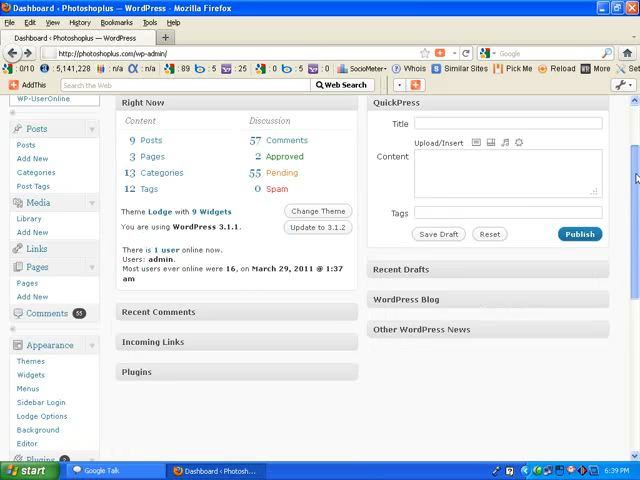 Dashboard ‹ Photoshoplus — WordPress - Mozilla Firefox
File Edit View History Bookmarks Tools Help
Dashboard ‹ Photoshoplus — WordPress
http://photoshoplus.com/wp-admin/
Google
0/10 5,141,228 : n/a : n/a : 0 : 5 : 25 : 0 : 5 : 0 SocioMeter Whois Similar Sites Pick Me Reload More
AddThis Web Search
WP-UserOnline
Posts
Posts
Add New
Categories
Post Tags
Media
Library
Add New
Links
Pages
Pages
Add New
Comments 55
Appearance
Themes
Widgets
Menus
Sidebar Login
Lodge Options
Background
Editor
Plugins 2
Right Now
Content Discussion
9 Posts 57 Comments
3 Pages 2 Approved
13 Categories 55 Pending
12 Tags 0 Spam
Theme Lodge with 9 Widgets Change Theme
You are using WordPress 3.1.1. Update to 3.1.2
There is 1 user online now.
Users: admin.
Most users ever online were 16, on March 29, 2011 @ 1:37
am
Recent Comments
Incoming Links
Plugins
QuickPress
Title
Upload/Insert
Content
Tags
Save Draft Reset Publish
Recent Drafts
WordPress Blog
Other WordPress News
start Google Talk Dashboard ‹ Photosh... 6:39 PM